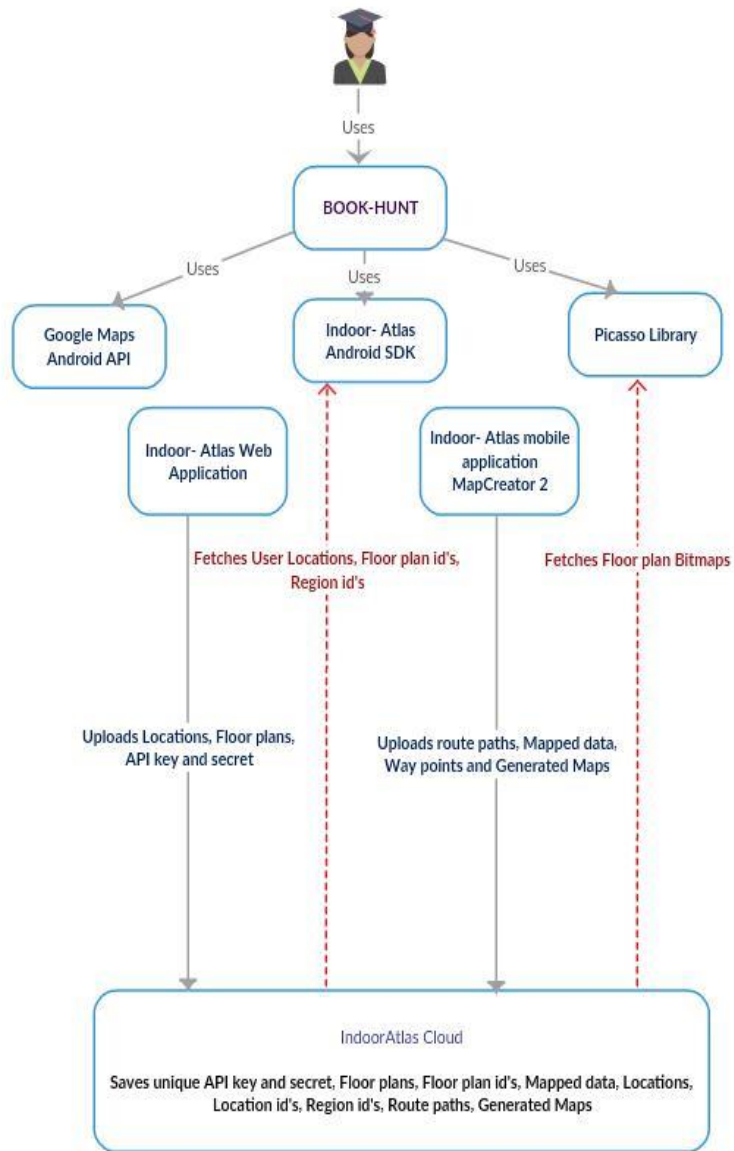 Uses
BOOK-HUNT
Uses
Uses
Uses
Google Maps
Android API
Indoor- Atlas
Android SDK
Picasso Library
Indoor- Atlas Web
Application
Indoor- Atlas mobile
application
MapCreator 2
Fetches User Locations, Floor plan id's,
Region id's
Fetches Floor plan Bitmaps
Uploads Locations, Floor plans,
API key and secret
Uploads route paths, Mapped data,
Way points and Generated Maps
IndoorAtlas Cloud
Saves unique API key and secret, Floor plans, Floor plan id's, Mapped data, Locations,
Location id's, Region id's, Route paths, Generated Maps